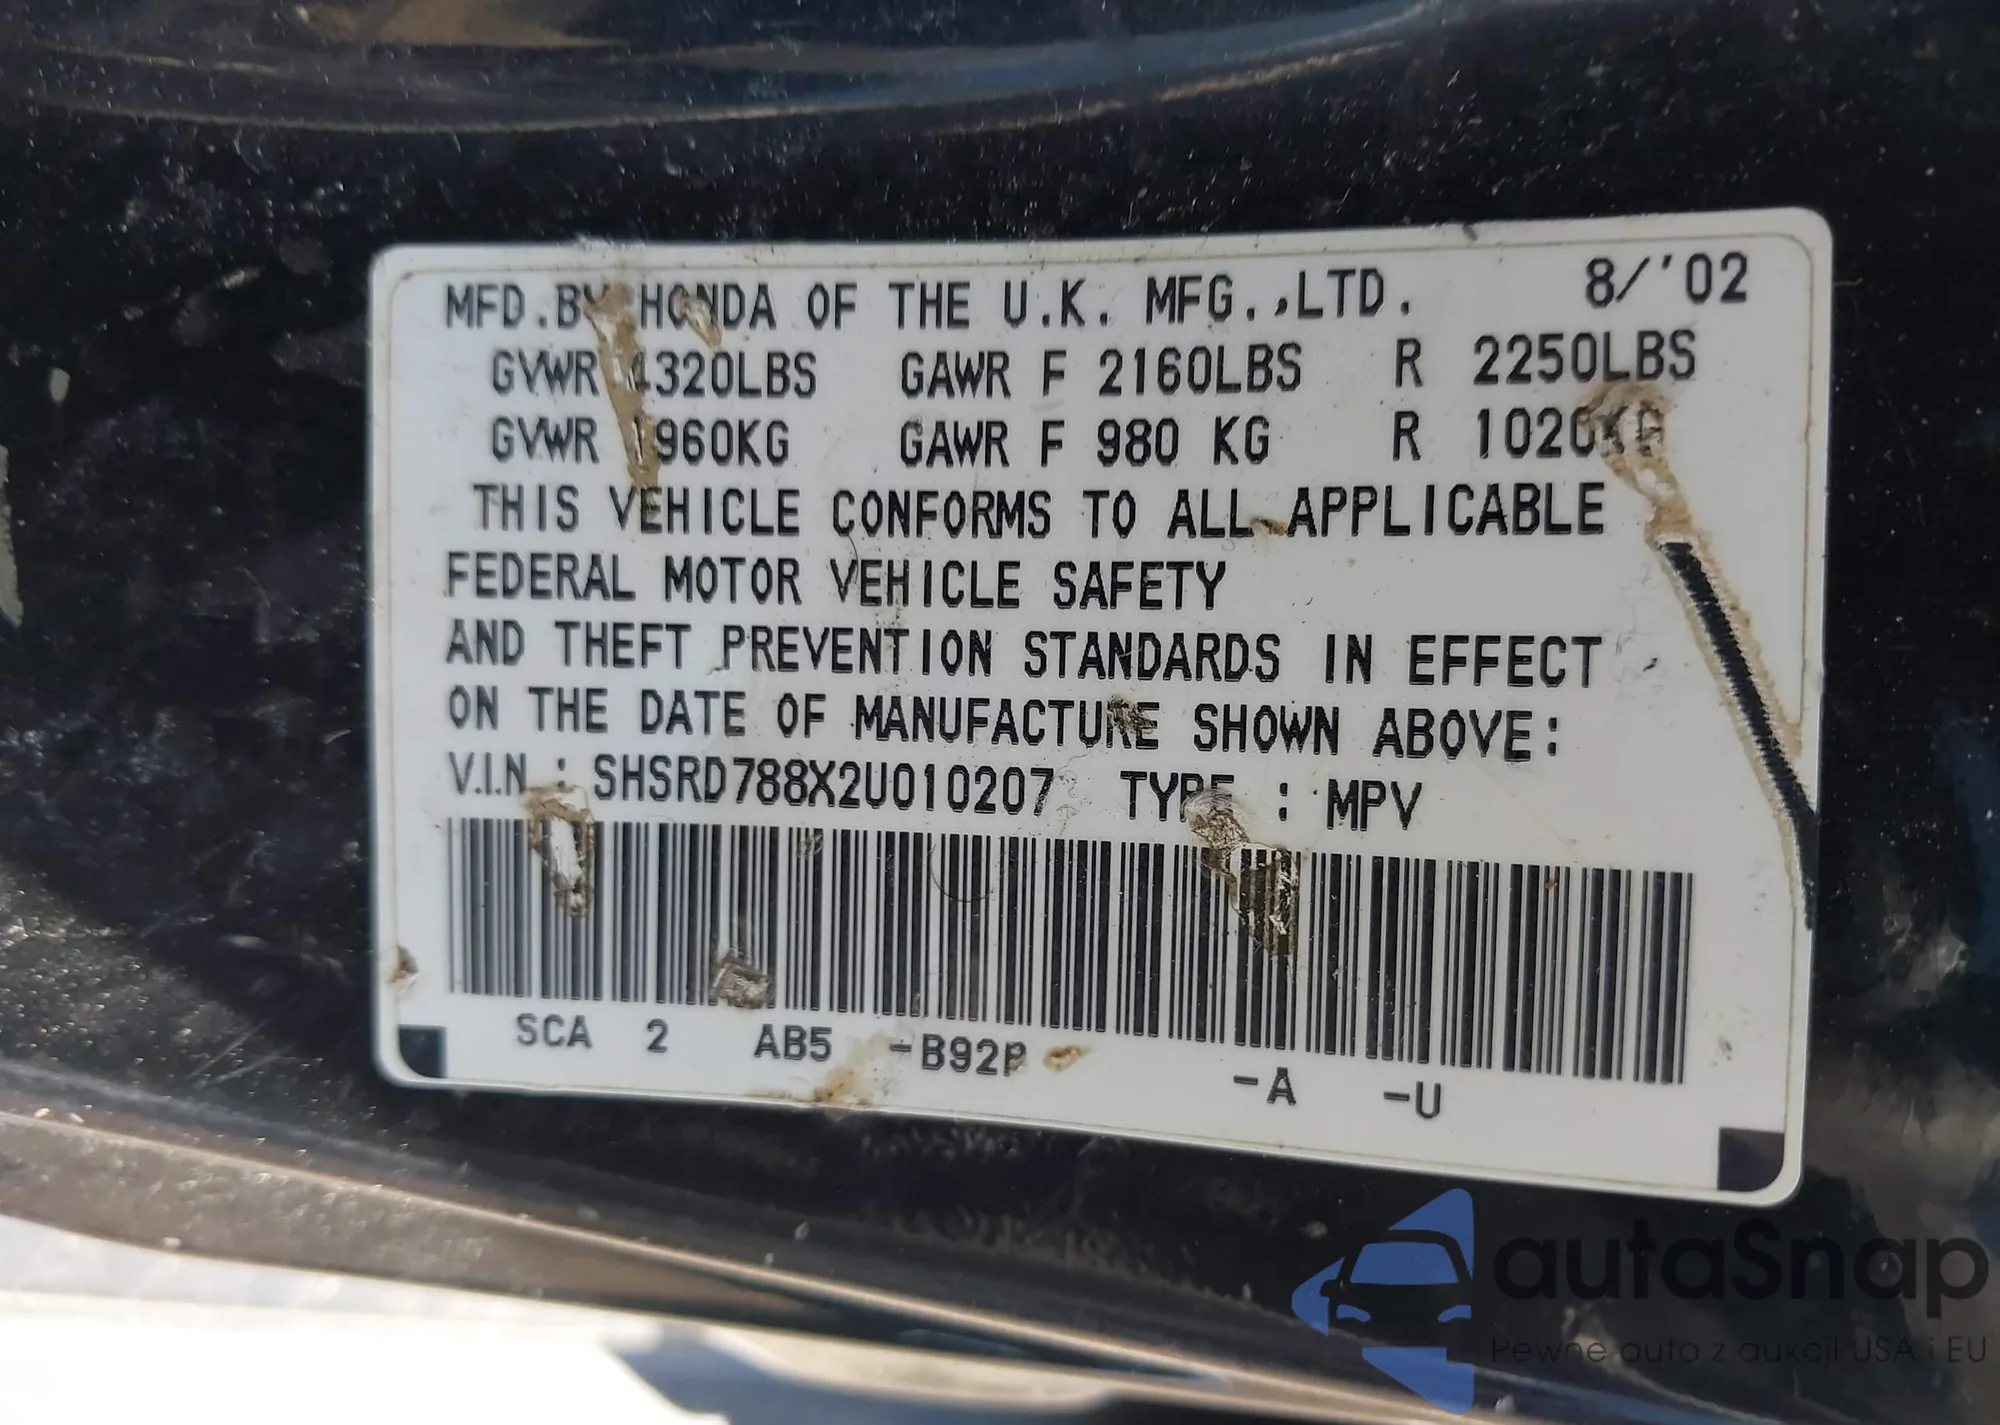 MFD.BY HONDA OF THE U.K. MFG.,LTD. 8/'02
GVWR 4320LBS GAWR F 2160LBS R 2250LBS
GVWR 1960KG GAWR F 980 KG R 1020KG
THIS VEHICLE CONFORMS TO ALL APPLICABLE
FEDERAL MOTOR VEHICLE SAFETY
AND THEFT PREVENTION STANDARDS IN EFFECT
ON THE DATE OF MANUFACTURE SHOWN ABOVE:
V.I.N : SHSRD788X2U010207 TYPE : MPV
SCA 2 AB5 -B92P -A -U
autaSnap
Pewne auta z aukcji USA i EU